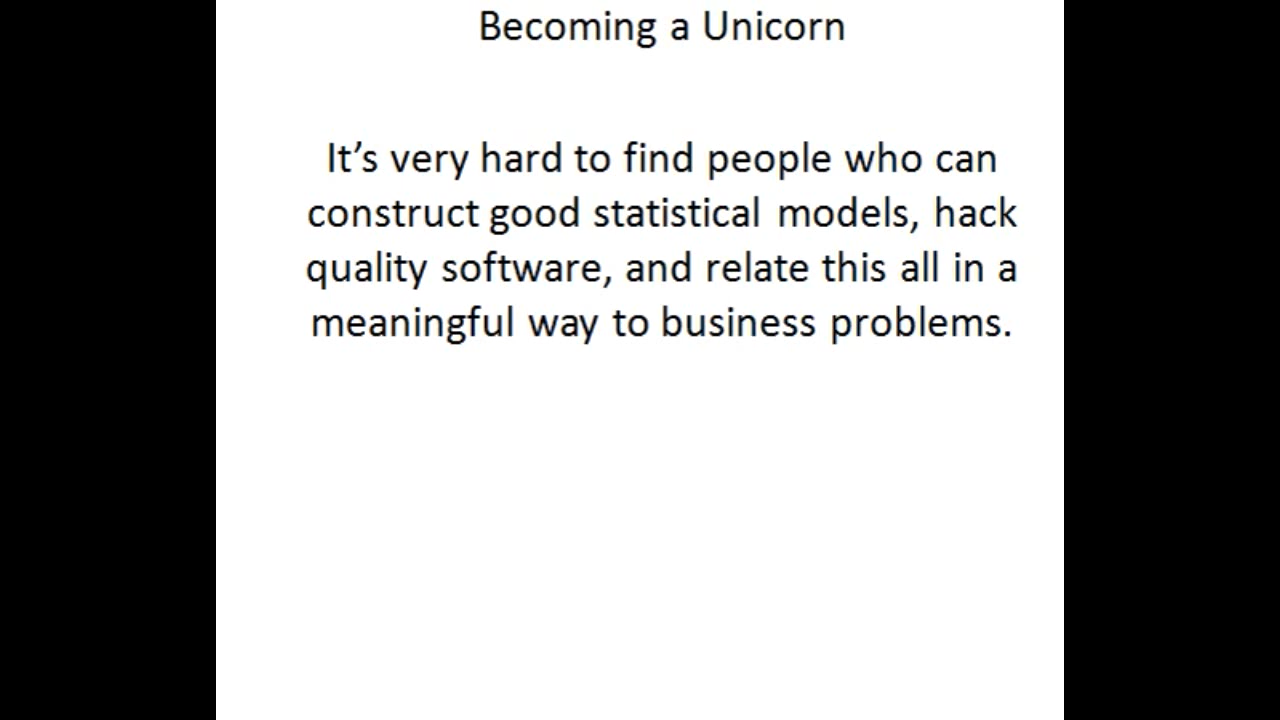 Becoming a Unicorn
It’s very hard to find people who can
construct good statistical models, hack
quality software, and relate this all in a
meaningful way to business problems.